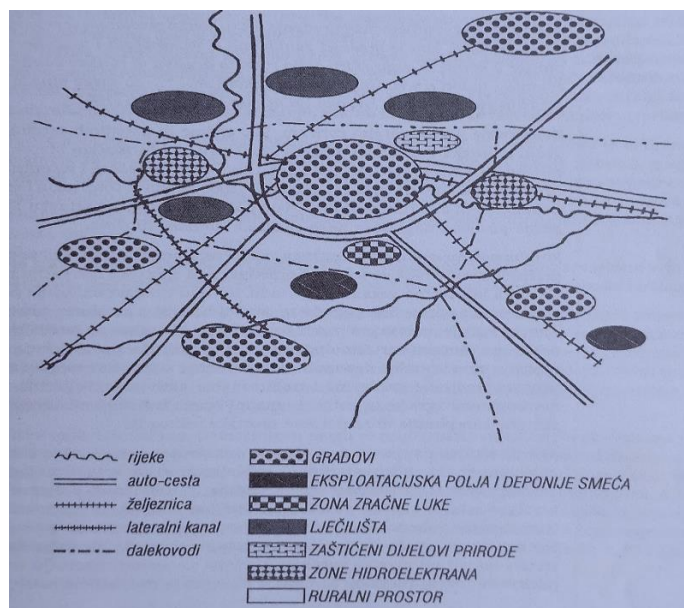 rijeke
auto-cesta
željeznica
lateralni kanal
dalekovodi
GRADOVI
EKSPLOATACIJSKA POLJA I DEPONIJE SMEĆA
ZONA ZRAČNE LUKE
LJEČILIŠTA
ZAŠTIĆENI DIJELOVI PRIRODE
ZONE HIDROELEKTRANA
RURALNI PROSTOR